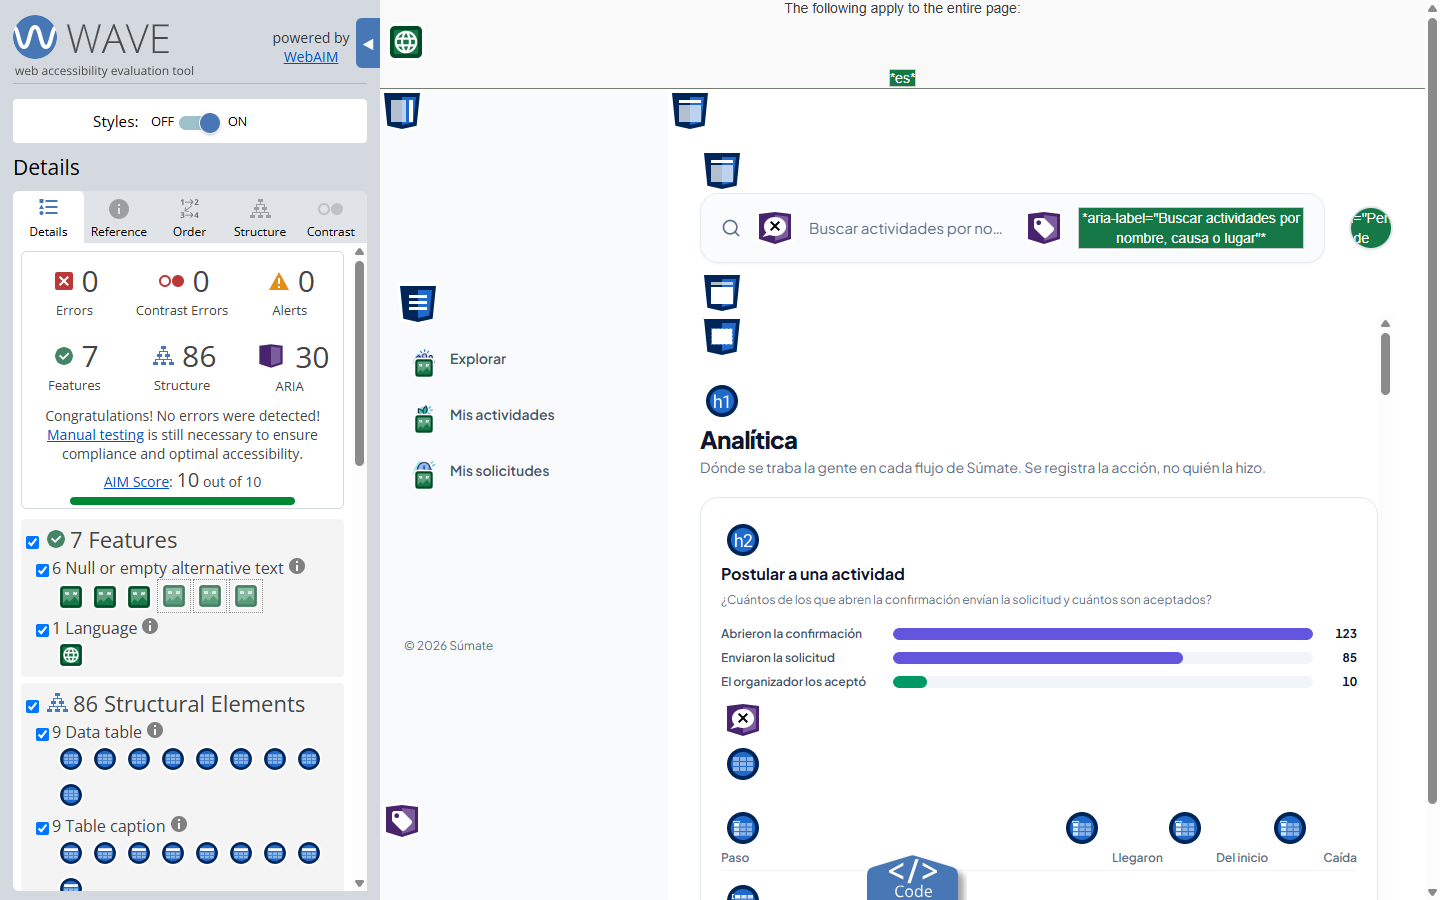 WAVE
web accessibility evaluation tool
powered by
WebAIM
Styles: OFF ON
Details
Details Reference Order Structure Contrast
0 0 0
Errors Contrast Errors Alerts
7 86 30
Features Structure ARIA
Congratulations! No errors were detected!
Manual testing is still necessary to ensure
compliance and optimal accessibility.
AIM Score: 10 out of 10
7 Features
6 Null or empty alternative text
1 Language
86 Structural Elements
9 Data table
9 Table caption
The following apply to the entire page:
*es*
Buscar actividades por no...
*aria-label="Buscar actividades por
nombre, causa o lugar"*
="Per
de
Explorar
Mis actividades
Mis solicitudes
© 2026 Súmate
h1
Analítica
Dónde se traba la gente en cada flujo de Súmate. Se registra la acción, no quién la hizo.
h2
Postular a una actividad
¿Cuántos de los que abren la confirmación envían la solicitud y cuántos son aceptados?
Abrieron la confirmación 123
Enviaron la solicitud 85
El organizador los aceptó 10
Paso Llegaron Del inicio Caída
</> 
Code